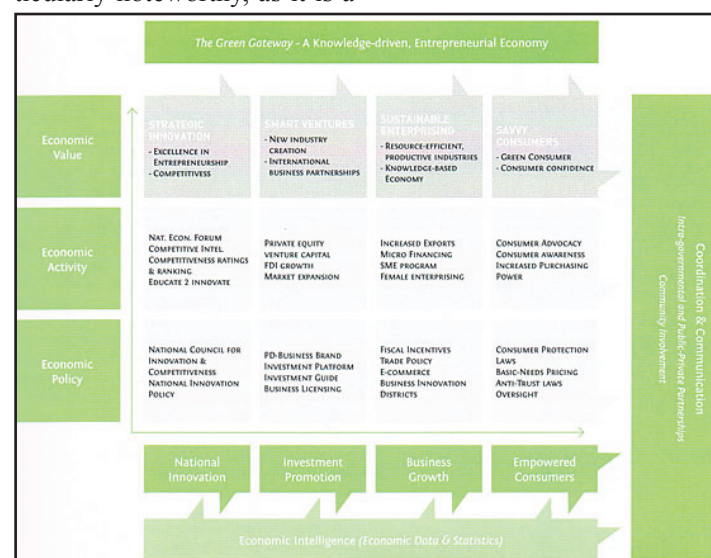 ticularly noteworthy, as it is a
The Green Gateway - A Knowledge-driven, Entrepreneurial Economy
Economic
Value
STRATEGIC
INNOVATION
- EXCELLENCE IN
ENTREPRENEURSHIP
- COMPETITIVESS
SMART VENTURES
- NEW INDUSTRY
CREATION
- INTERNATIONAL
BUSINESS PARTNERSHIPS
SUSTAINABLE
ENTERPRISING
- RESOURCE-EFFICIENT,
PRODUCTIVE INDUSTRIES
- KNOWLEDGE-BASED
ECONOMY
SAVVY
CONSUMERS
- GREEN CONSUMER
- CONSUMER CONFIDENCE
Economic
Activity
NAT. ECON. FORUM
COMPETITIVE INTEL.
COMPETITIVENESS RATINGS
& RANKING
EDUCATE 2 INNOVATE
PRIVATE EQUITY
VENTURE CAPITAL
FDI GROWTH
MARKET EXPANSION
INCREASED EXPORTS
MICRO FINANCING
SME PROGRAM
FEMALE ENTERPRISING
CONSUMER ADVOCACY
CONSUMER AWARENESS
INCREASED PURCHASING
POWER
Economic
Policy
NATIONAL COUNCIL FOR
INNOVATION &
COMPETITIVENESS
NATIONAL INNOVATION
POLICY
PD-BUSINESS BRAND
INVESTMENT PLATFORM
INVESTMENT GUIDE
BUSINESS LICENSING
FISCAL INCENTIVES
TRADE POLICY
E-COMMERCE
BUSINESS INNOVATION
DISTRICTS
CONSUMER PROTECTION
LAWS
BASIC-NEEDS PRICING
ANTI-TRUST LAWS
OVERSIGHT
National
Innovation
Investment
Promotion
Business
Growth
Empowered
Consumers
Economic Intelligence (Economic Data & Statistics)
Coordination & Communication
Intra-governmental and Public-Private Partnerships
Community Involvement